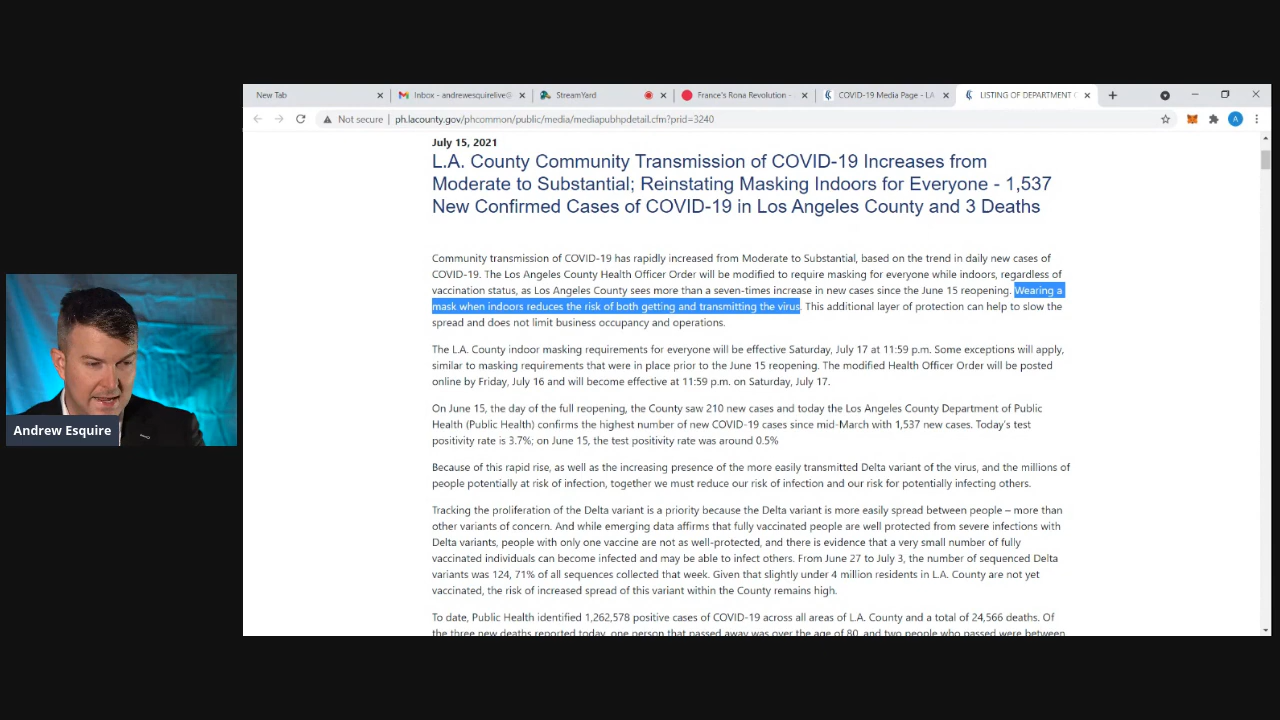 New Tab
Inbox - andrewesquirelive@
StreamYard
France's Rona Revolution -
COVID-19 Media Page - LA
LISTING OF DEPARTMENT
Not secure | ph.lacounty.gov/phcommon/public/media/mediapubhpdetail.cfm?prid=3240
A
July 15, 2021
L.A. County Community Transmission of COVID-19 Increases from
Moderate to Substantial; Reinstating Masking Indoors for Everyone - 1,537
New Confirmed Cases of COVID-19 in Los Angeles County and 3 Deaths
Community transmission of COVID-19 has rapidly increased from Moderate to Substantial, based on the trend in daily new cases of
COVID-19. The Los Angeles County Health Officer Order will be modified to require masking for everyone while indoors, regardless of
vaccination status, as Los Angeles County sees more than a seven-times increase in new cases since the June 15 reopening. Wearing a
mask when indoors reduces the risk of both getting and transmitting the virus. This additional layer of protection can help to slow the
spread and does not limit business occupancy and operations.
The L.A. County indoor masking requirements for everyone will be effective Saturday, July 17 at 11:59 p.m. Some exceptions will apply,
similar to masking requirements that were in place prior to the June 15 reopening. The modified Health Officer Order will be posted
online by Friday, July 16 and will become effective at 11:59 p.m. on Saturday, July 17.
On June 15, the day of the full reopening, the County saw 210 new cases and today the Los Angeles County Department of Public
Health (Public Health) confirms the highest number of new COVID-19 cases since mid-March with 1,537 new cases. Today's test
positivity rate is 3.7%; on June 15, the test positivity rate was around 0.5%
Because of this rapid rise, as well as the increasing presence of the more easily transmitted Delta variant of the virus, and the millions of
people potentially at risk of infection, together we must reduce our risk of infection and our risk for potentially infecting others.
Tracking the proliferation of the Delta variant is a priority because the Delta variant is more easily spread between people – more than
other variants of concern. And while emerging data affirms that fully vaccinated people are well protected from severe infections with
Delta variants, people with only one vaccine are not as well-protected, and there is evidence that a very small number of fully
vaccinated individuals can become infected and may be able to infect others. From June 27 to July 3, the number of sequenced Delta
variants was 124, 71% of all sequences collected that week. Given that slightly under 4 million residents in L.A. County are not yet
vaccinated, the risk of increased spread of this variant within the County remains high.
To date, Public Health identified 1,262,578 positive cases of COVID-19 across all areas of L.A. County and a total of 24,566 deaths. Of
the three new deaths reported today, one person that passed away was over the age of 80, and two people who passed were between
Andrew Esquire